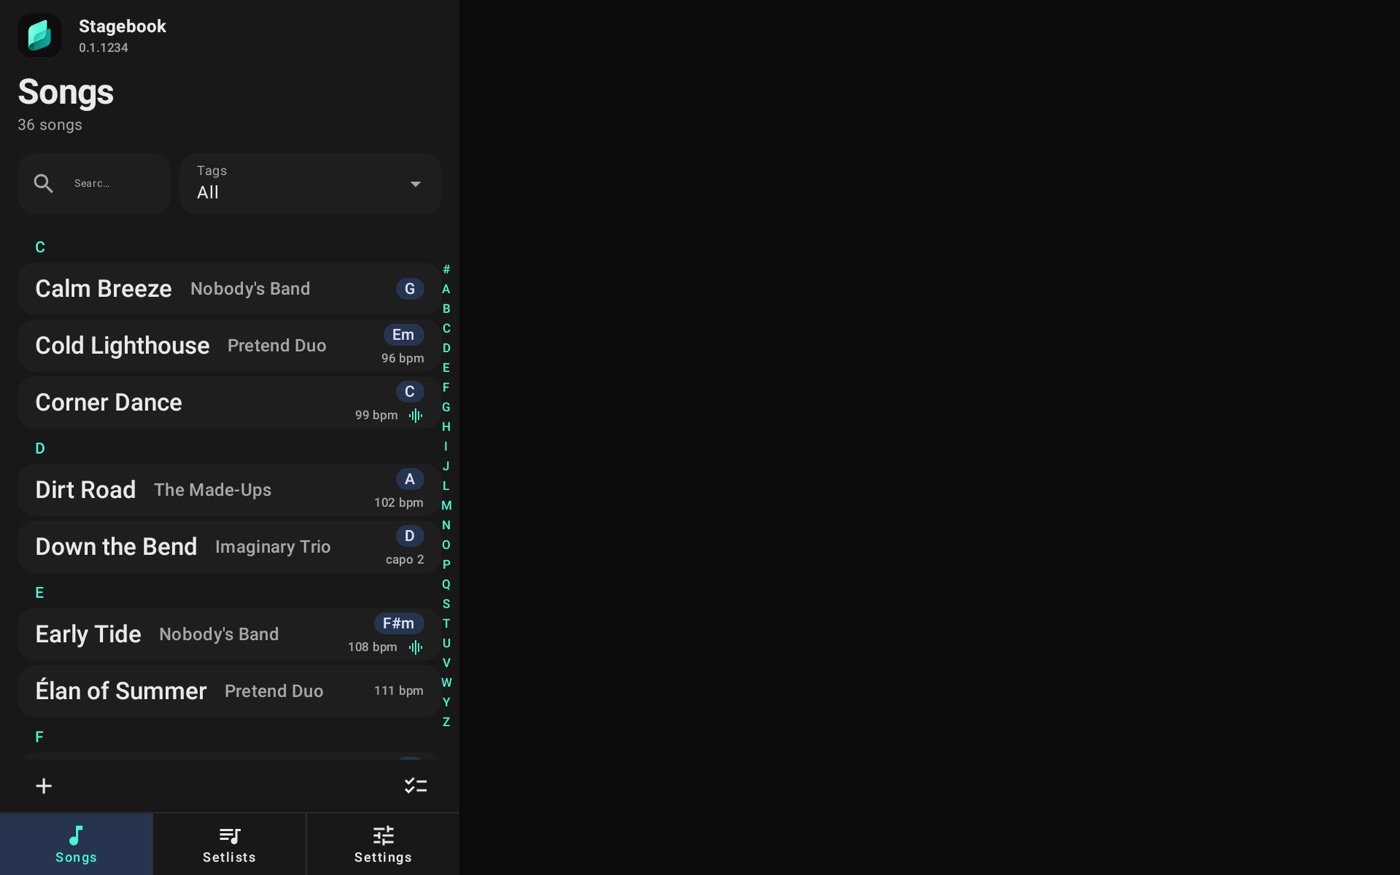 Stagebook
0.1.1234
Songs
36 songs
Searc…
Tags
All
C
Calm Breeze Nobody's Band G
Cold Lighthouse Pretend Duo Em
96 bpm
Corner Dance C
99 bpm
D
Dirt Road The Made-Ups A
102 bpm
Down the Bend Imaginary Trio D
capo 2
E
Early Tide Nobody's Band F#m
108 bpm
Élan of Summer Pretend Duo 111 bpm
F
#
A
B
C
D
E
F
G
H
I
J
L
M
N
O
P
Q
S
T
U
V
W
Y
Z
Songs
Setlists
Settings